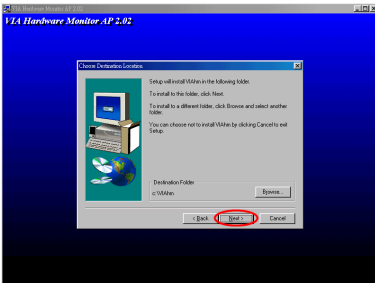 VIA Hardware Monitor AP 2.02
VIA Hardware Monitor AP 2.02
Choose Destination Location
Setup will install VIAhm in the following folder.
To install to this folder, click Next.
To install to a different folder, click Browse and select another
folder.
You can choose not to install VIAhm by clicking Cancel to exit
Setup.
Destination Folder
c:\VIAhm
Browse...
< Back
Next >
Cancel